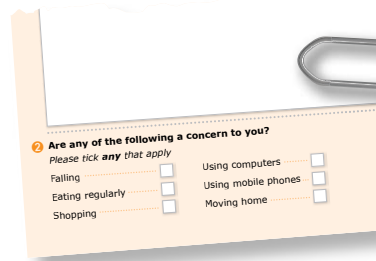 2 Are any of the following a concern to you?
Please tick any that apply
Falling
Eating regularly
Shopping
Using computers
Using mobile phones
Moving home